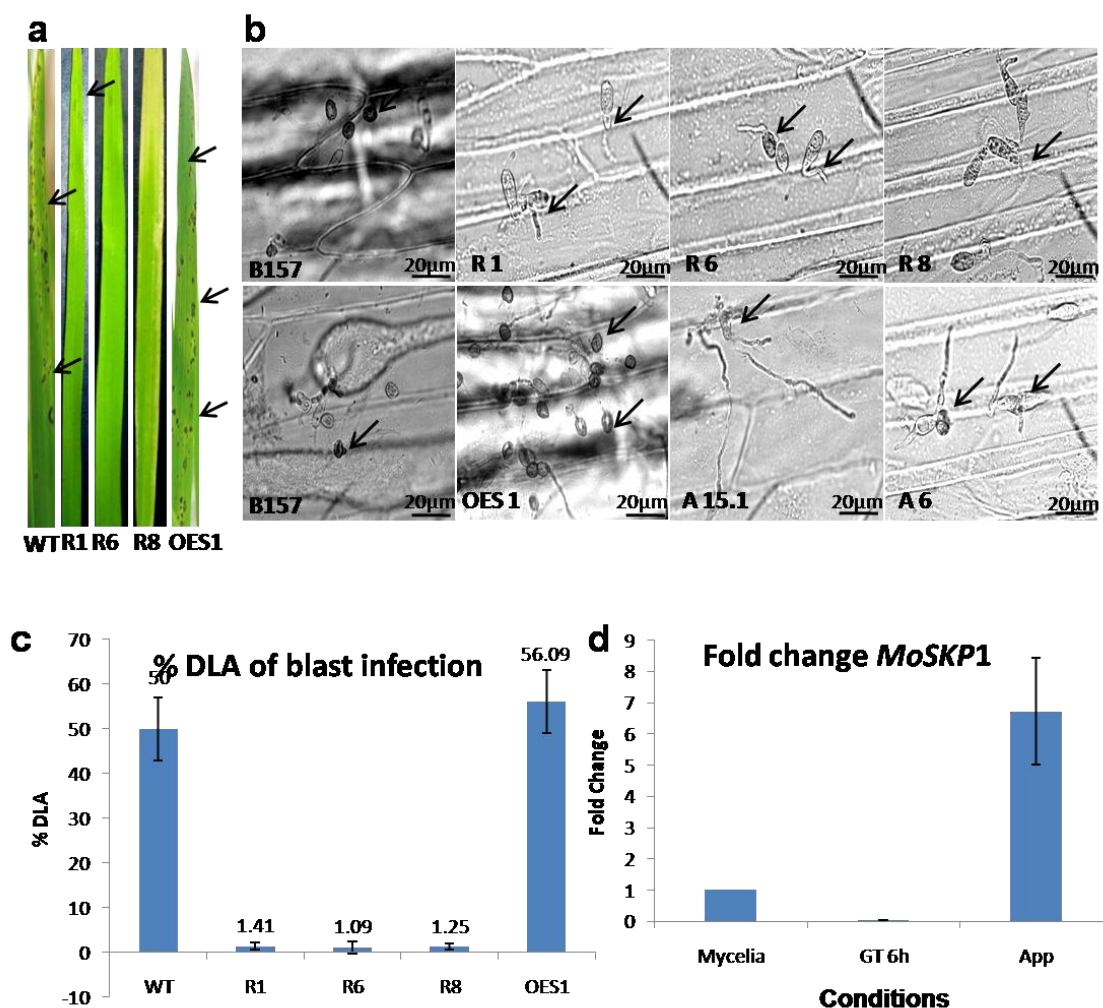 a
WT R1 R6 R8 OES1
b
B157 20µm
R 1 20µm
R 6 20µm
R 8 20µm
B157 20µm
OES 1 20µm
A 15.1 20µm
A 6 20µm
c
% DLA of blast infection
% DLA
70
60
50
40
30
20
10
0
-10
50
1.41
1.09
1.25
56.09
WT R1 R6 R8 OES1
d
Fold change MoSKP1
Fold Change
9
8
7
6
5
4
3
2
1
0
Mycelia GT 6h App
Conditions